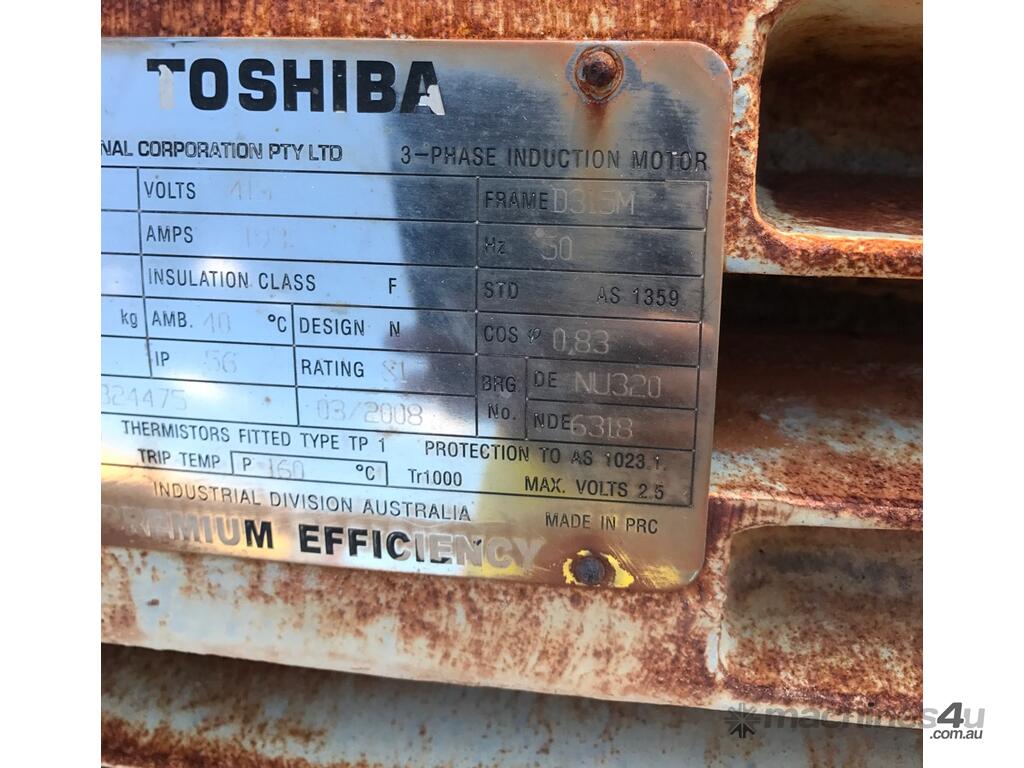 TOSHIBA
NAL CORPORATION PTY LTD 3-PHASE INDUCTION MOTOR
VOLTS FRAME D315M
AMPS Hz 50
INSULATION CLASS F STD AS 1359
kg AMB. 40 °C DESIGN N COS φ 0.83
IP 56 RATING S1 BRG DE NU320
324475 03/2008 No. NDE 6318
THERMISTORS FITTED TYPE TP 1 PROTECTION TO AS 1023.1.
TRIP TEMP P 160 °C Tr1000 MAX. VOLTS 2.5
INDUSTRIAL DIVISION AUSTRALIA MADE IN PRC
PREMIUM EFFICIENCY
machines4u
.com.au